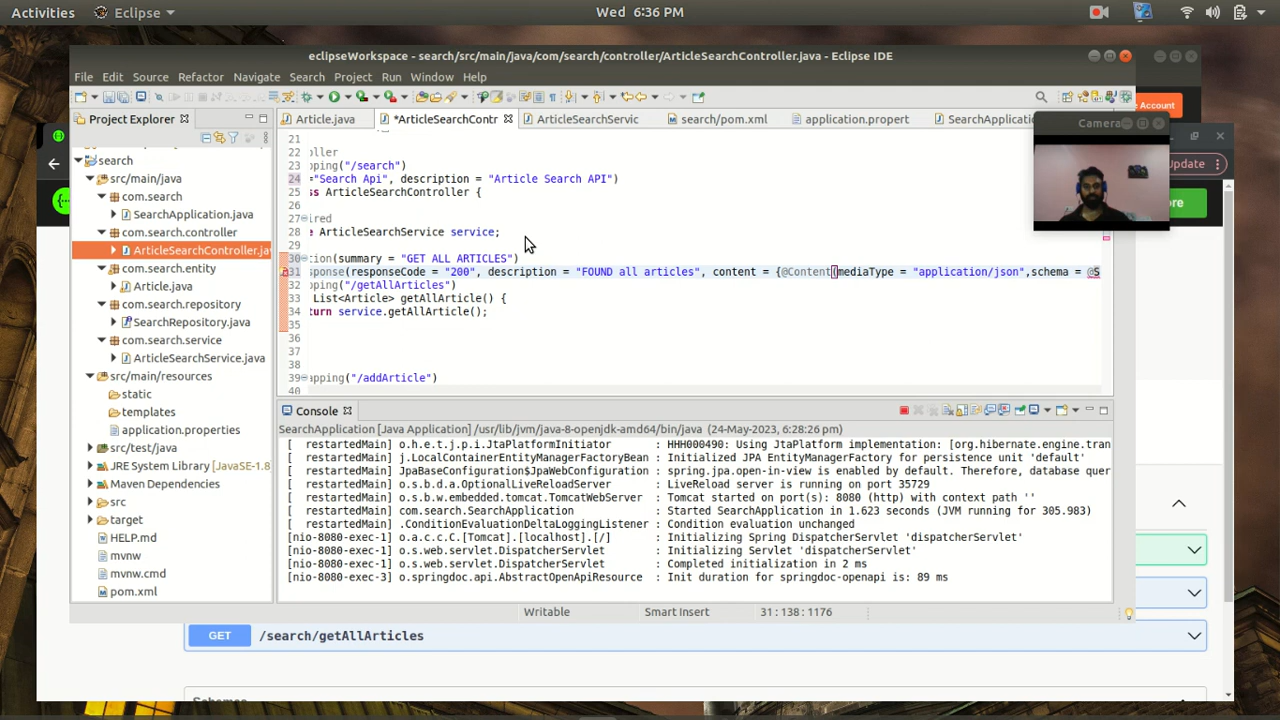 Activities Eclipse Wed 6:36 PM
eclipseWorkspace - search/src/main/java/com/search/controller/ArticleSearchController.java - Eclipse IDE
File Edit Source Refactor Navigate Search Project Run Window Help
Account
Project Explorer
Article.java *ArticleSearchContr ArticleSearchServic search/pom.xml application.propert SearchApplicatio
Camera
Update
ore
search
src/main/java
com.search
SearchApplication.java
com.search.controller
ArticleSearchController.jav
com.search.entity
Article.java
com.search.repository
SearchRepository.java
com.search.service
ArticleSearchService.java
src/main/resources
static
templates
application.properties
src/test/java
JRE System Library [JavaSE-1.8
Maven Dependencies
src
target
HELP.md
mvnw
mvnw.cmd
pom.xml
21
22 oller
23 pping("/search")
24 ="Search Api", description = "Article Search API")
25 ss ArticleSearchController {
26
27 ired
28 e ArticleSearchService service;
29
30 tion(summary = "GET ALL ARTICLES")
31 sponse(responseCode = "200", description = "FOUND all articles", content = {@Content(mediaType = "application/json",schema = @S
32 pping("/getAllArticles")
33 List<Article> getAllArticle() {
34 turn service.getAllArticle();
35
36
37
38
39 apping("/addArticle")
40
Console
SearchApplication [Java Application] /usr/lib/jvm/java-8-openjdk-amd64/bin/java (24-May-2023, 6:28:26 pm)
[ restartedMain] o.h.e.t.j.p.i.JtaPlatformInitiator : HHH000490: Using JtaPlatform implementation: [org.hibernate.engine.tran
[ restartedMain] j.LocalContainerEntityManagerFactoryBean : Initialized JPA EntityManagerFactory for persistence unit 'default'
[ restartedMain] JpaBaseConfiguration$JpaWebConfiguration : spring.jpa.open-in-view is enabled by default. Therefore, database quer
[ restartedMain] o.s.b.d.a.OptionalLiveReloadServer : LiveReload server is running on port 35729
[ restartedMain] o.s.b.w.embedded.tomcat.TomcatWebServer : Tomcat started on port(s): 8080 (http) with context path ''
[ restartedMain] com.search.SearchApplication : Started SearchApplication in 1.623 seconds (JVM running for 305.983)
[ restartedMain] .ConditionEvaluationDeltaLoggingListener : Condition evaluation unchanged
[nio-8080-exec-1] o.a.c.c.C.[Tomcat].[localhost].[/] : Initializing Spring DispatcherServlet 'dispatcherServlet'
[nio-8080-exec-1] o.s.web.servlet.DispatcherServlet : Initializing Servlet 'dispatcherServlet'
[nio-8080-exec-1] o.s.web.servlet.DispatcherServlet : Completed initialization in 2 ms
[nio-8080-exec-3] o.springdoc.api.AbstractOpenApiResource : Init duration for springdoc-openapi is: 89 ms
Writable Smart Insert 31 : 138 : 1176
GET /search/getAllArticles
Schemas